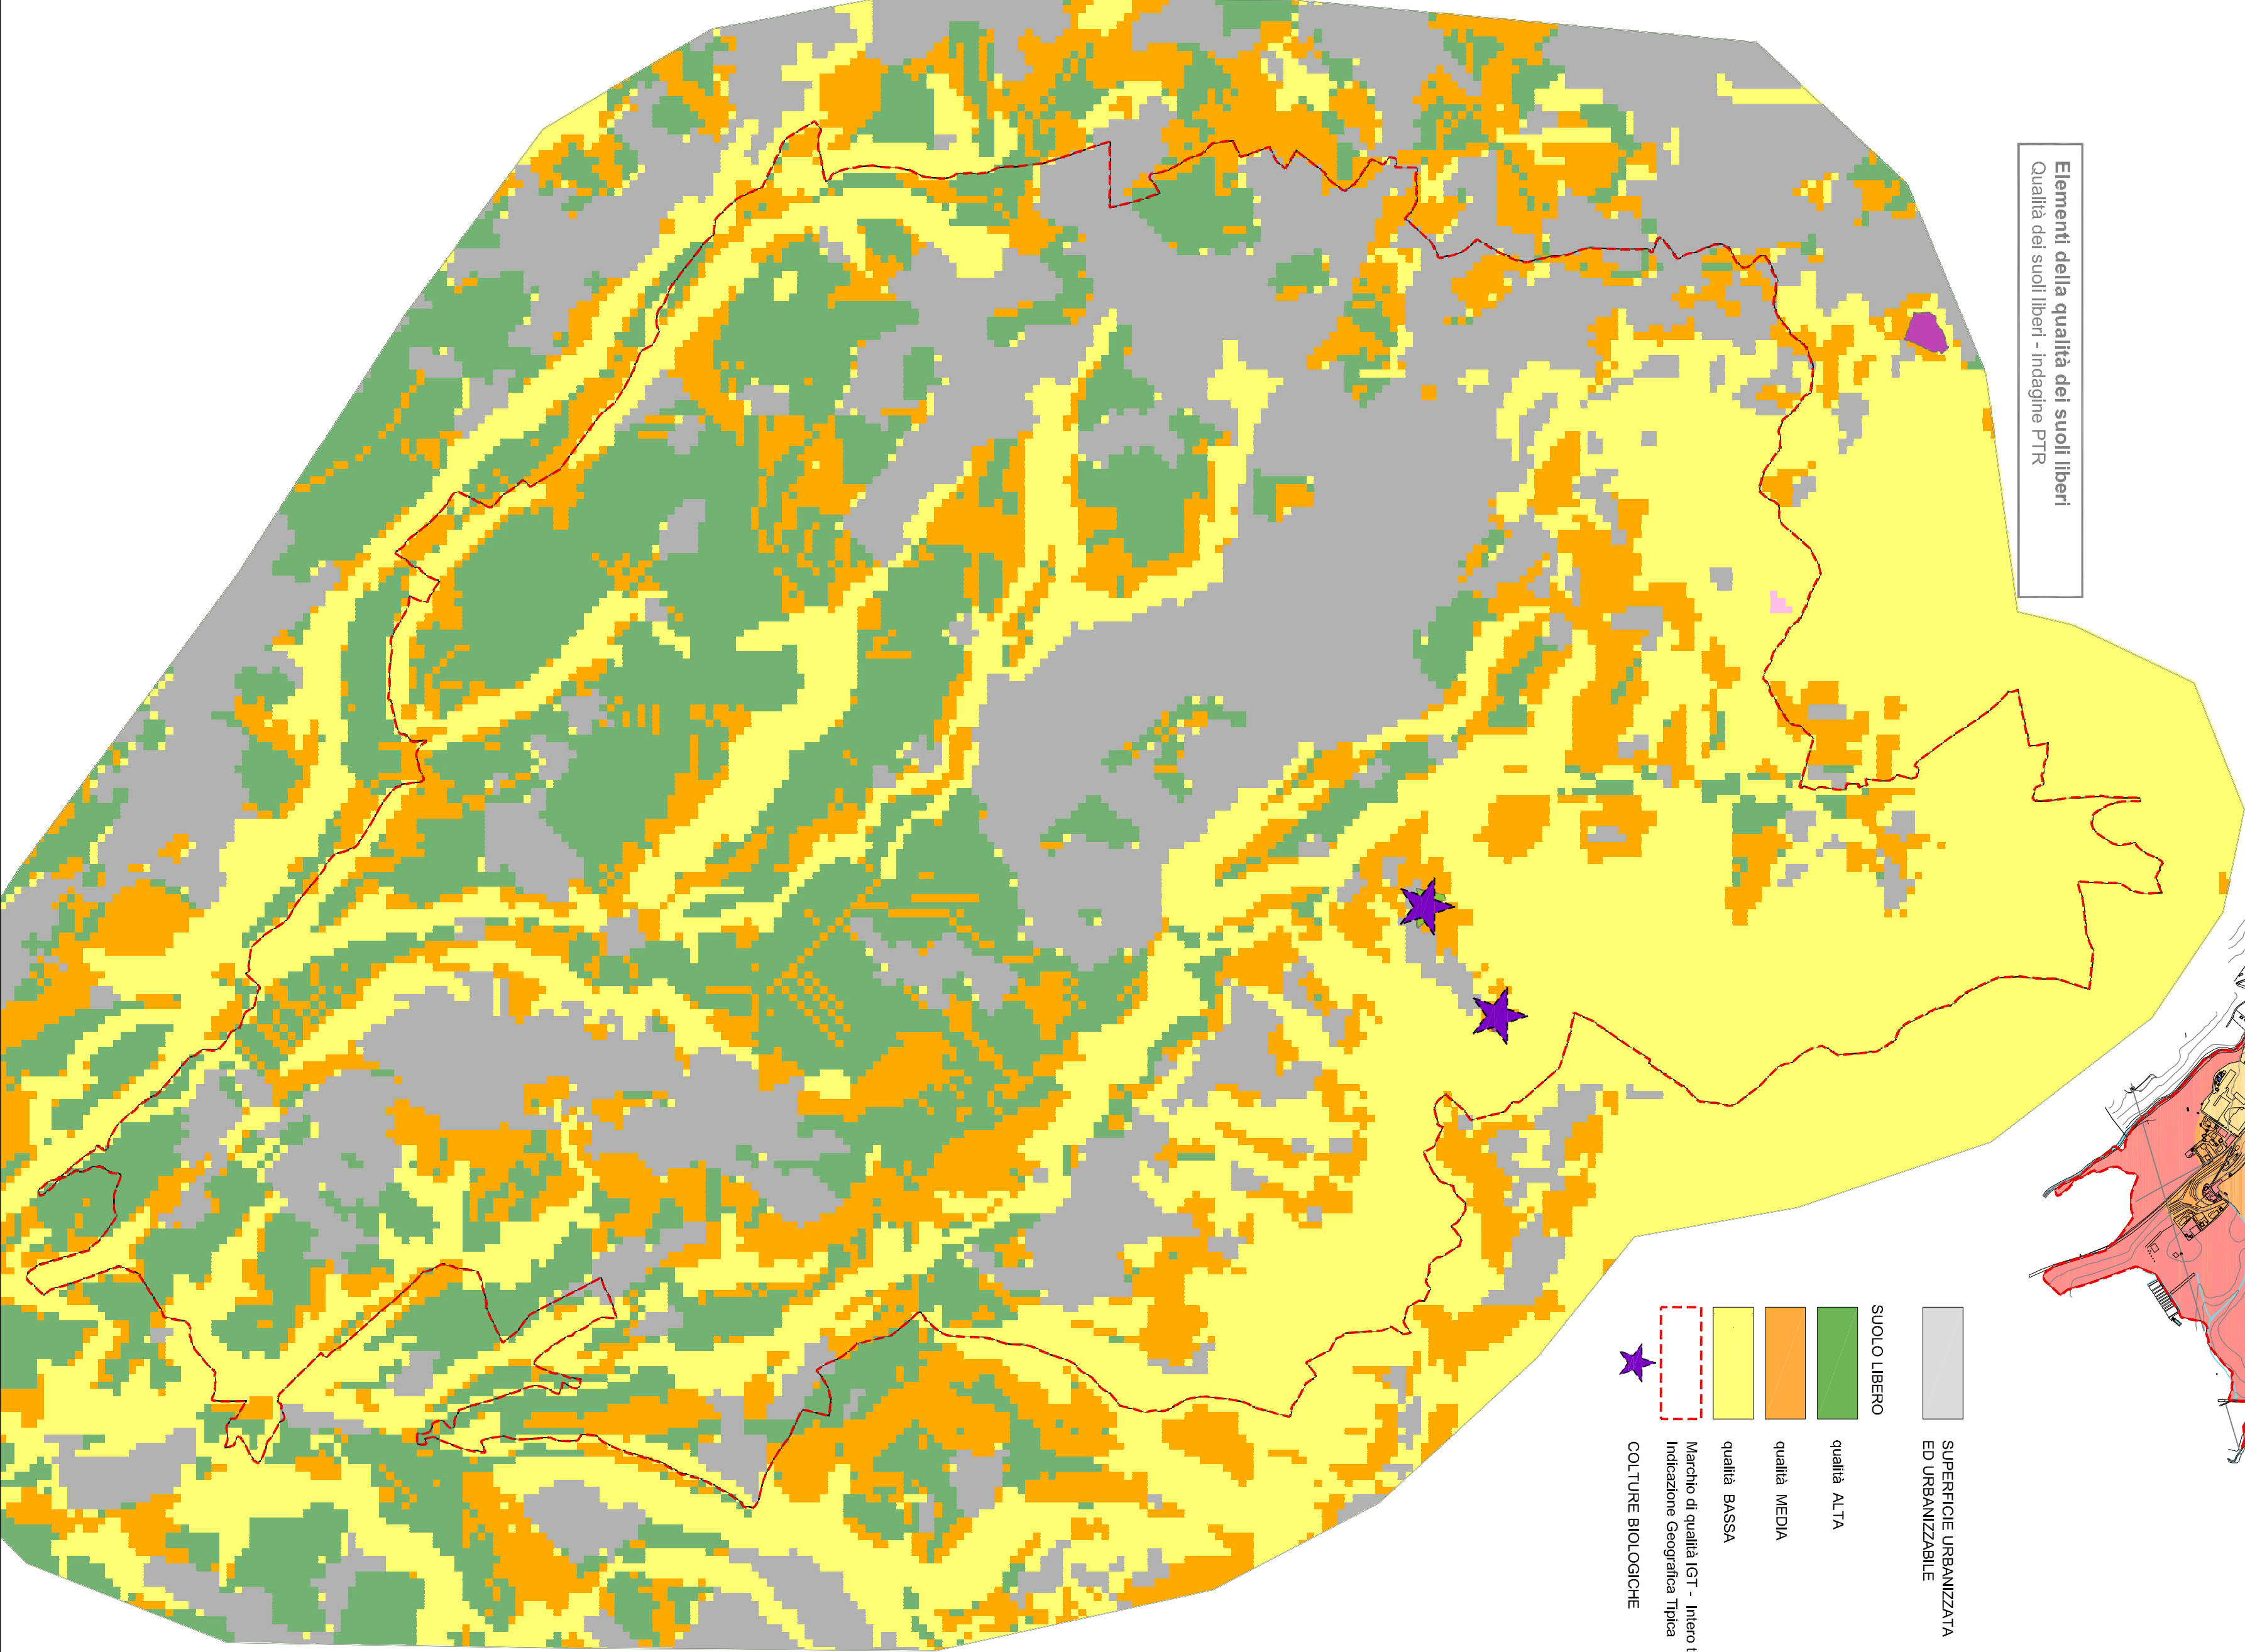 Elementi della qualità dei suoli liberi
Qualità dei suoli liberi - indagine PTR
SUPERFICIE URBANIZZATA
ED URBANIZZABILE
SUOLO LIBERO
qualità ALTA
qualità MEDIA
qualità BASSA
Marchio di qualità IGT - Intero t
Indicazione Geografica Tipica
COLTURE BIOLOGICHE